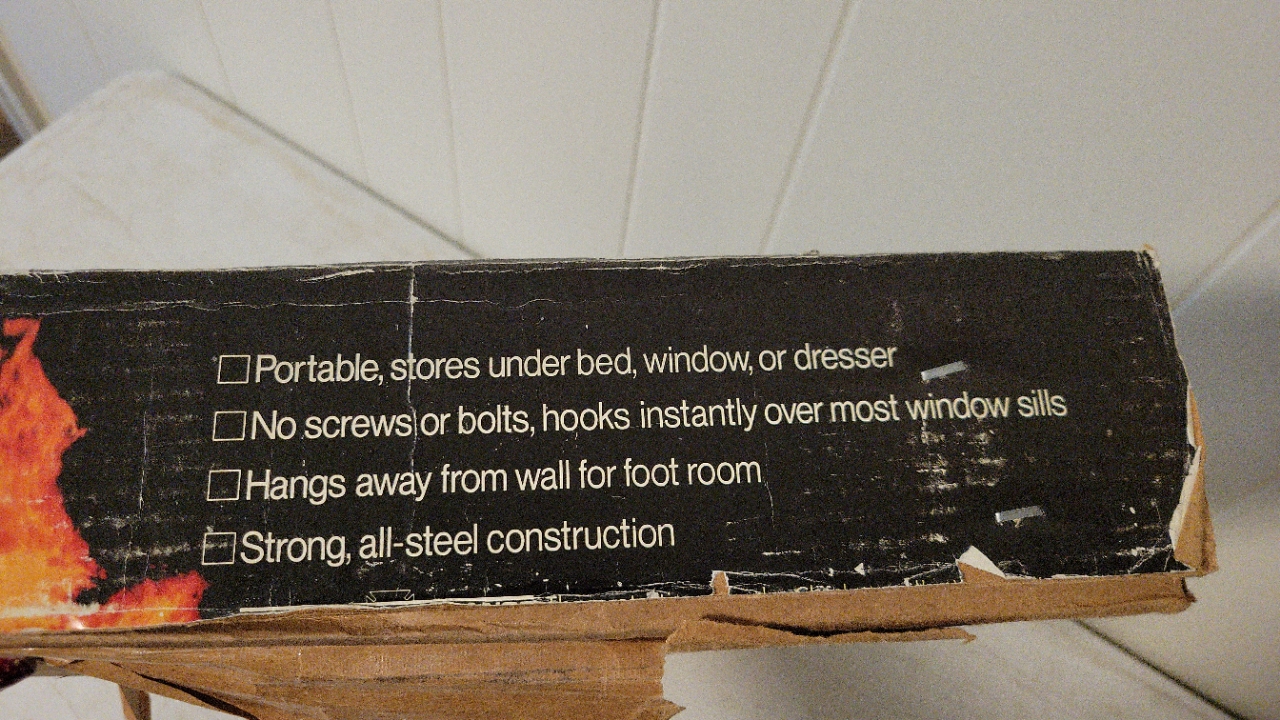 Portable, stores under bed, window, or dresser
No screws or bolts, hooks instantly over most window sills
Hangs away from wall for foot room
Strong, all-steel construction